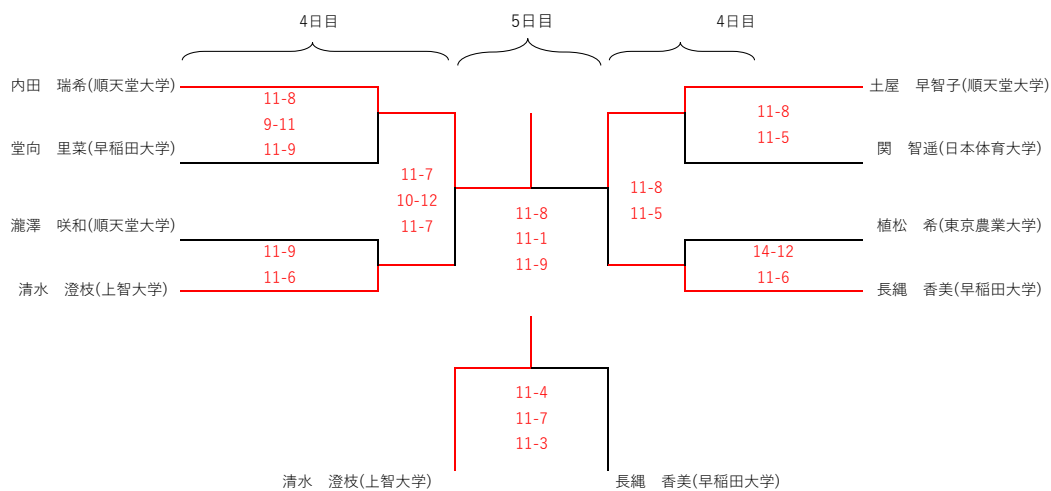 4日目
5日目
4日目
内田　瑞希(順天堂大学)
11-8
9-11
11-9
堂向　里菜(早稲田大学)
11-7
10-12
11-7
瀧澤　咲和(順天堂大学)
11-9
11-6
清水　澄枝(上智大学)
11-8
11-1
11-9
土屋　早智子(順天堂大学)
11-8
11-5
関　智遥(日本体育大学)
11-8
11-5
植松　希(東京農業大学)
14-12
11-6
長縄　香美(早稲田大学)
11-4
11-7
11-3
清水　澄枝(上智大学)
長縄　香美(早稲田大学)